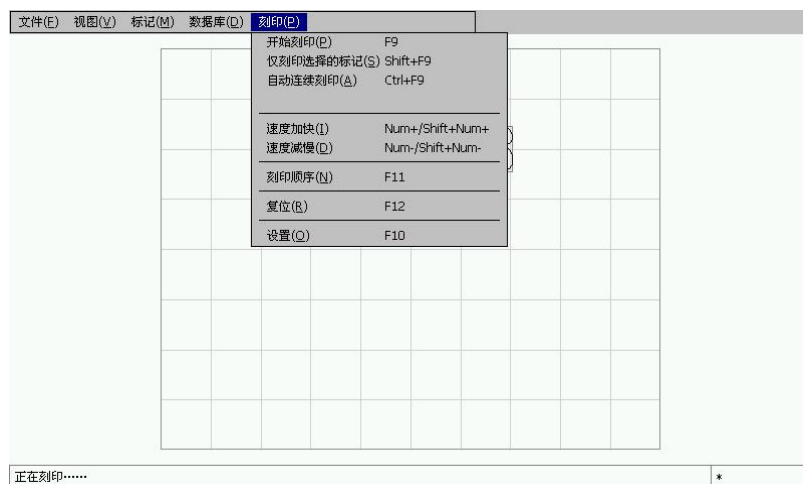 文件(F) 视图(V) 标记(M) 数据库(D) 刻印(P)
开始刻印(P) F9
仅刻印选择的标记(S) Shift+F9
自动连续刻印(A) Ctrl+F9
速度加快(I) Num+/Shift+Num+
速度减慢(D) Num-/Shift+Num-
刻印顺序(N) F11
复位(R) F12
设置(O) F10
正在刻印…… *